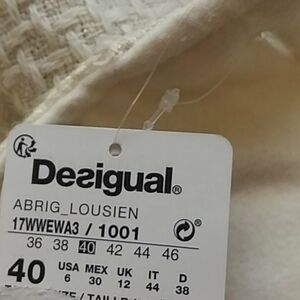 Desigual®
ABRIG_LOUSIEN
17WWEWA3 / 1001
36 38 40 42 44 46
40 USA MEX UK IT D
6 30 12 44 38